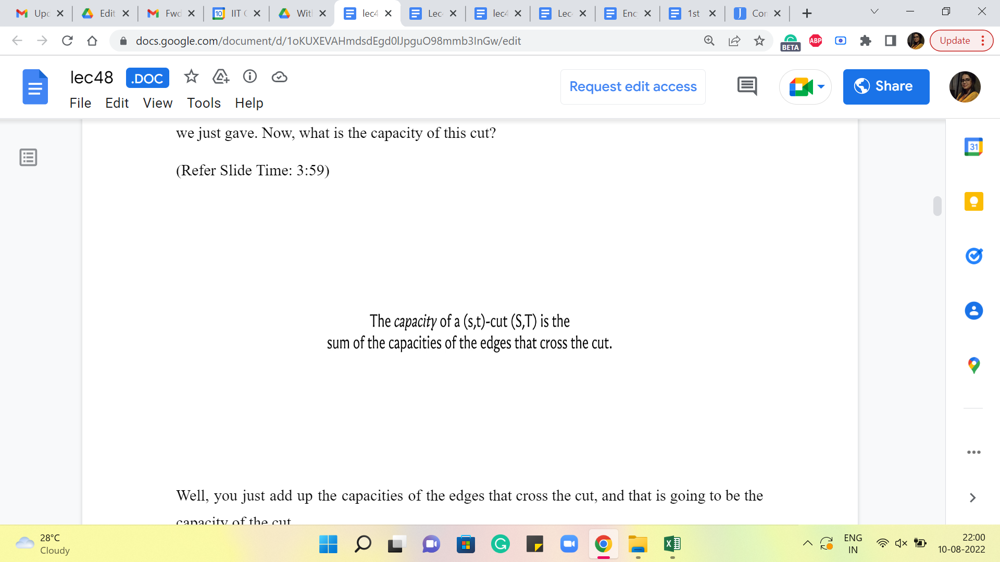 Upc
Edit
Fwd
10
IIT
With
lec4
Lec
lec4
Lec
Enc
1st
Con
docs.google.com/document/d/1oKUXEVAHmdsdEgd0lJpguO98mmb3InGw/edit
BETA
ABP
Update
lec48
.DOC
File Edit View Tools Help
Request edit access
Share
31
we just gave. Now, what is the capacity of this cut?
(Refer Slide Time: 3:59)
The capacity of a (s,t)-cut (S,T) is the
sum of the capacities of the edges that cross the cut.
Well, you just add up the capacities of the edges that cross the cut, and that is going to be the
capacity of the cut
28°C
Cloudy
ENG
IN
22:00
10-08-2022